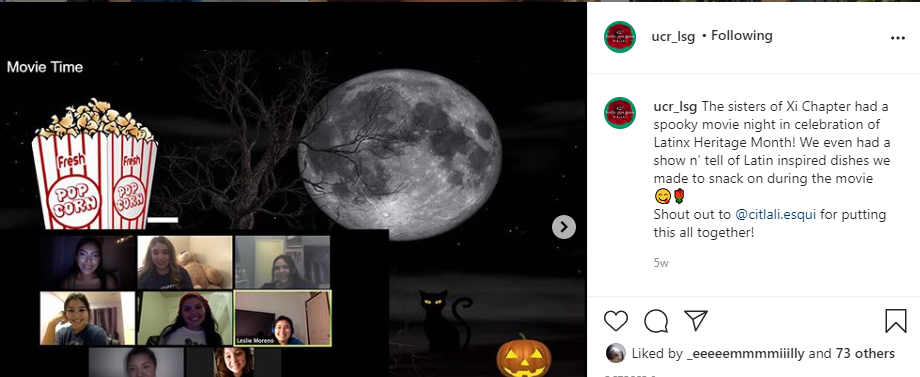 Movie Time
Fresh
Fresh
POP
CORN
POP
CORN
Leslie Moreno
ucr_lsg • Following
ucr_lsg The sisters of Xi Chapter had a
spooky movie night in celebration of
Latinx Heritage Month! We even had a
show n’ tell of Latin inspired dishes we
made to snack on during the movie
😋🌹
Shout out to @citlali.esqui for putting
this all together!
5w
Liked by _eeeeemmmmiiilly and 73 others